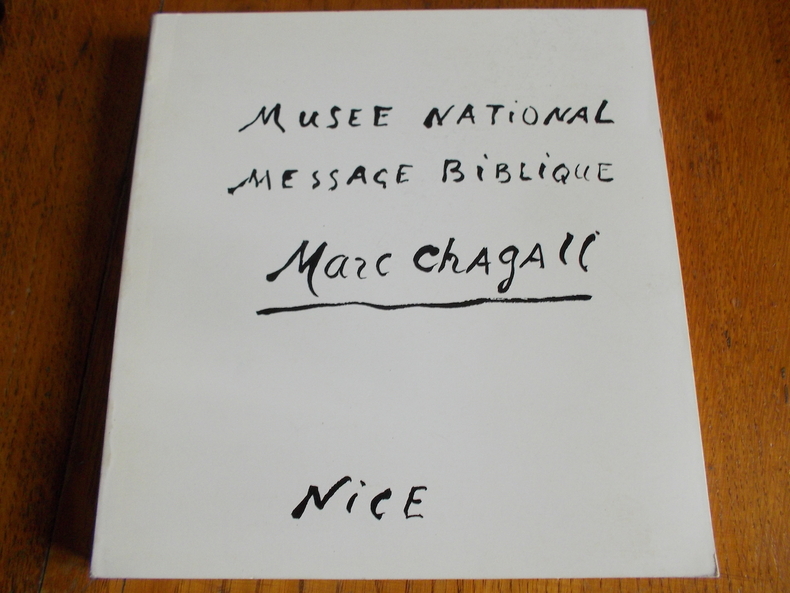 MUSEE NATiONAL
MESSAGE BiBLiQUE
Marc ChAgAll
NiCE